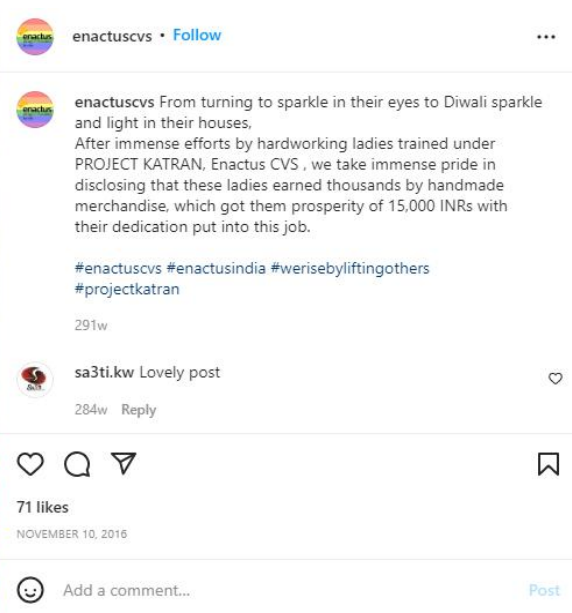 enactus
enactuscvs • Follow
enactus
enactuscvs From turning to sparkle in their eyes to Diwali sparkle
and light in their houses,
After immense efforts by hardworking ladies trained under
PROJECT KATRAN, Enactus CVS , we take immense pride in
disclosing that these ladies earned thousands by handmade
merchandise, which got them prosperity of 15,000 INRs with
their dedication put into this job.
#enactuscvs #enactusindia #werisebyliftingothers
#projectkatran
291w
sa3ti.kw Lovely post
284w Reply
71 likes
NOVEMBER 10, 2016
Add a comment...
Post